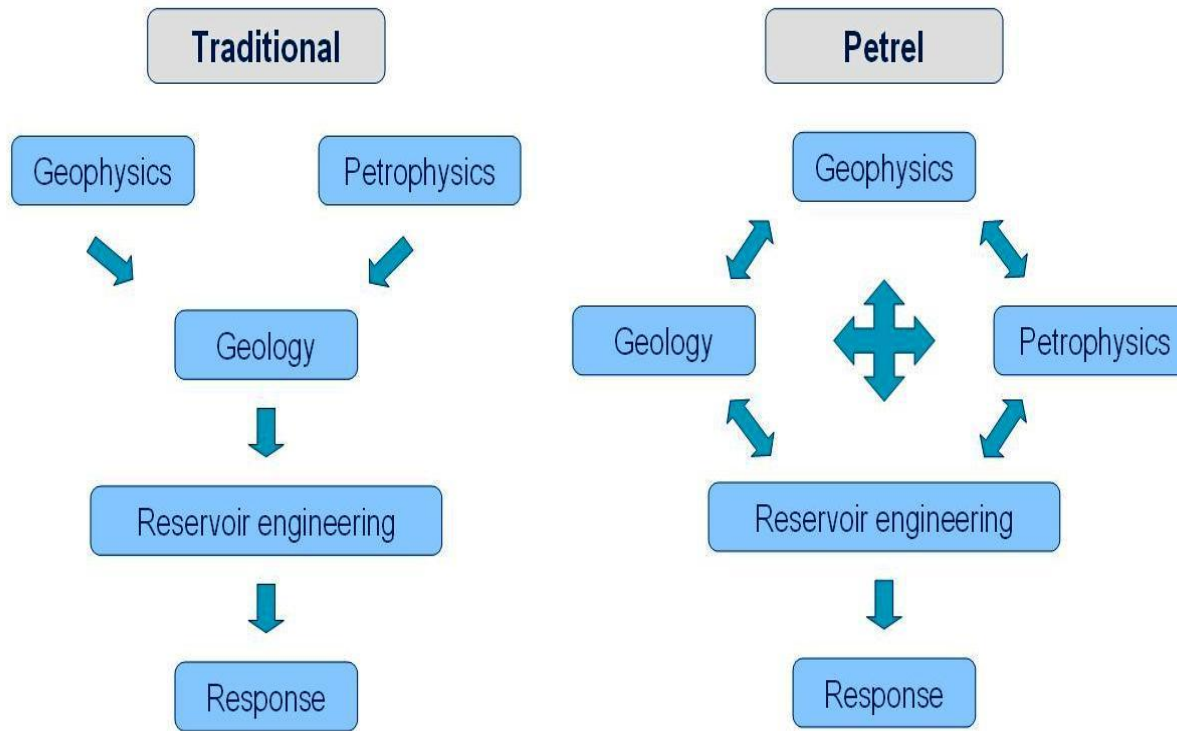 Traditional
Geophysics
Petrophysics
Geology
Reservoir engineering
Response
Petrel
Geophysics
Geology
Petrophysics
Reservoir engineering
Response